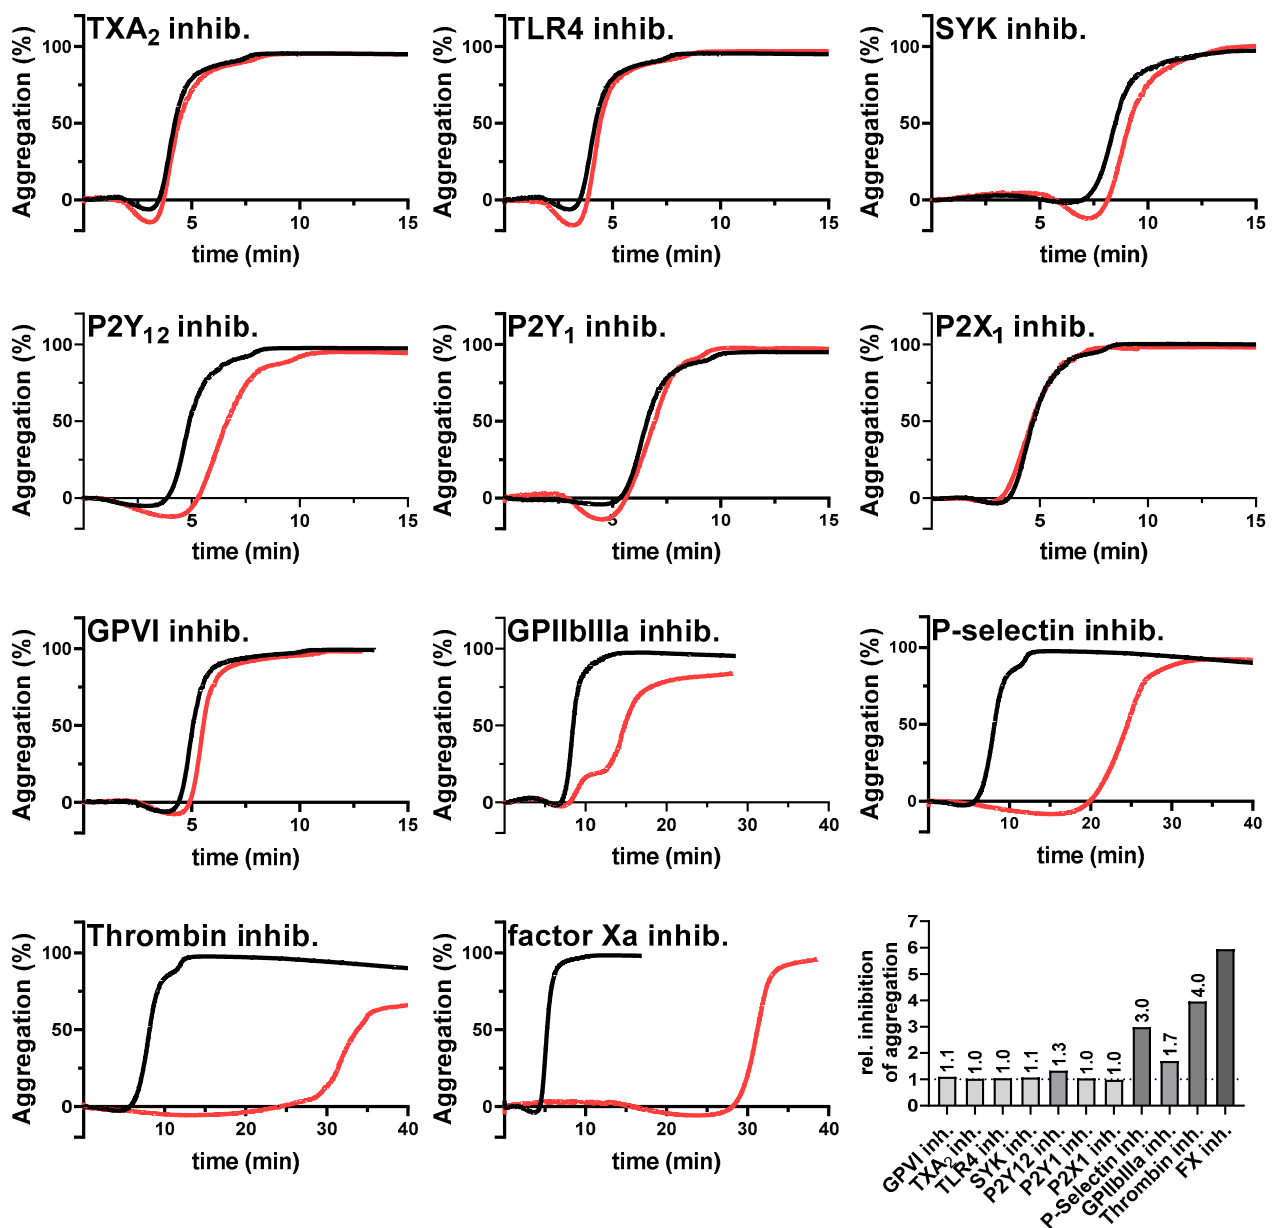 TXA2 inhib.
Aggregation (%)
100
50
0
5
10
15
time (min)
TLR4 inhib.
Aggregation (%)
100
50
0
5
10
15
time (min)
SYK inhib.
Aggregation (%)
100
50
0
5
10
15
time (min)
P2Y12 inhib.
Aggregation (%)
100
50
0
5
10
15
time (min)
P2Y1 inhib.
Aggregation (%)
100
50
0
5
10
15
time (min)
P2X1 inhib.
Aggregation (%)
100
50
0
5
10
15
time (min)
GPVI inhib.
Aggregation (%)
100
50
0
5
10
15
time (min)
GPIIbIIIa inhib.
Aggregation (%)
100
50
0
10
20
30
40
time (min)
P-selectin inhib.
Aggregation (%)
100
50
0
10
20
30
40
time (min)
Thrombin inhib.
Aggregation (%)
100
50
0
10
20
30
40
time (min)
factor Xa inhib.
Aggregation (%)
100
50
0
10
20
30
40
time (min)
rel. inhibition
of aggregation
7
6
5
4
3
2
1
0
1.1
1.0
1.0
1.1
1.3
1.0
1.0
3.0
1.7
4.0
GPVI inh.
TXA2 inh.
TLR4 inh.
SYK inh.
P2Y12 inh.
P2Y1 inh.
P2X1 inh.
P-Selectin inh.
GPIIbIIIa inh.
Thrombin inh.
FX inh.